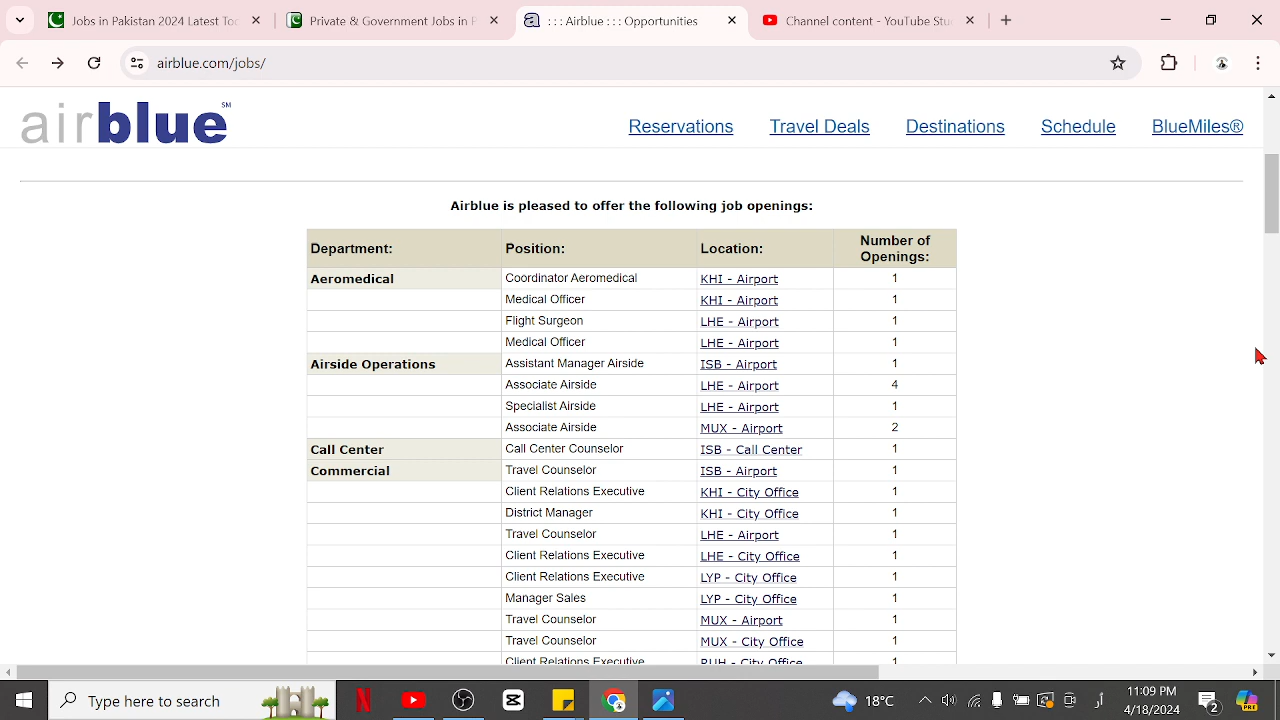 Jobs in Pakistan 2024 Latest To
Private & Government Jobs in
::: Airblue ::: Opportunities
Channel content - YouTube Stu
airblue.com/jobs/
airblue SM
Reservations Travel Deals Destinations Schedule BlueMiles®
Airblue is pleased to offer the following job openings:
Department: Position: Location: Number of Openings:
Aeromedical Coordinator Aeromedical KHI - Airport 1
Medical Officer KHI - Airport 1
Flight Surgeon LHE - Airport 1
Medical Officer LHE - Airport 1
Airside Operations Assistant Manager Airside ISB - Airport 1
Associate Airside LHE - Airport 4
Specialist Airside LHE - Airport 1
Associate Airside MUX - Airport 2
Call Center Call Center Counselor ISB - Call Center 1
Commercial Travel Counselor ISB - Airport 1
Client Relations Executive KHI - City Office 1
District Manager KHI - City Office 1
Travel Counselor LHE - Airport 1
Client Relations Executive LHE - City Office 1
Client Relations Executive LYP - City Office 1
Manager Sales LYP - City Office 1
Travel Counselor MUX - Airport 1
Travel Counselor MUX - City Office 1
Client Relations Executive RUH - City Office 1
Type here to search
18°C
11:09 PM
4/18/2024
2
PRE